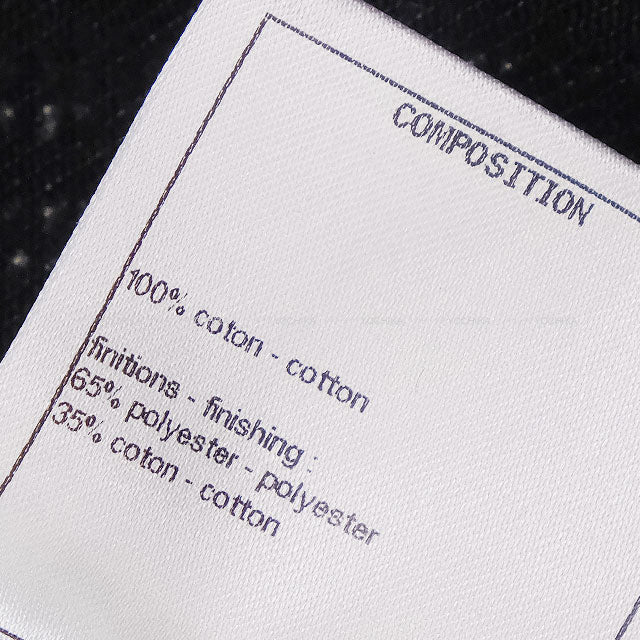 COMPOSITION
100% coton - cotton
finitions - finishing :
65% polyester - polyester
35% coton - cotton